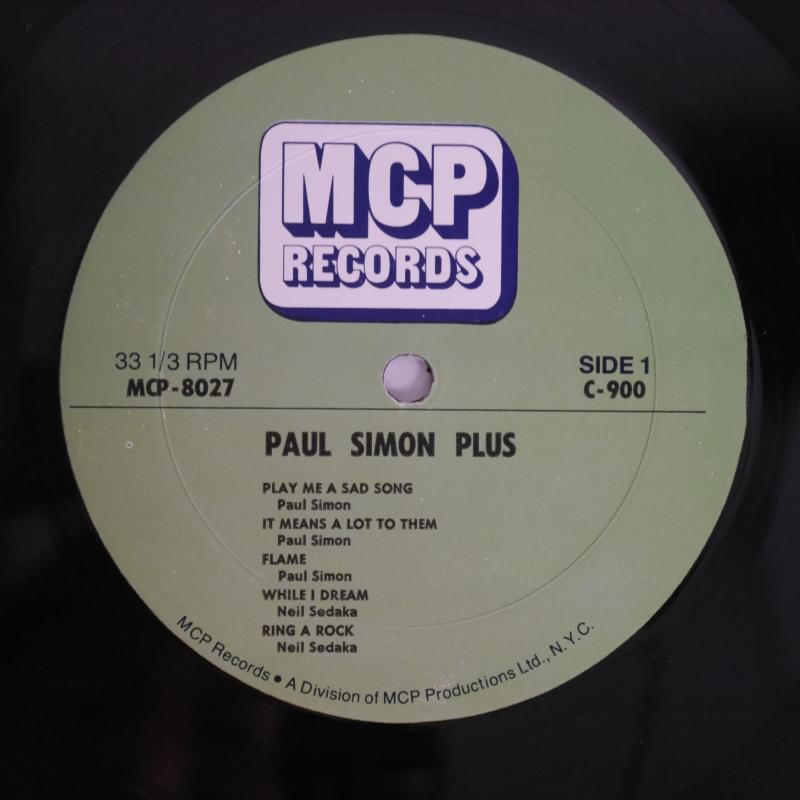 MCP
RECORDS
33 1/3 RPM
MCP-8027
SIDE 1
C-900
PAUL SIMON PLUS
PLAY ME A SAD SONG
Paul Simon
IT MEANS A LOT TO THEM
Paul Simon
FLAME
Paul Simon
WHILE I DREAM
Neil Sedaka
RING A ROCK
Neil Sedaka
MCP Records • A Division of MCP Productions Ltd., N.Y.C.